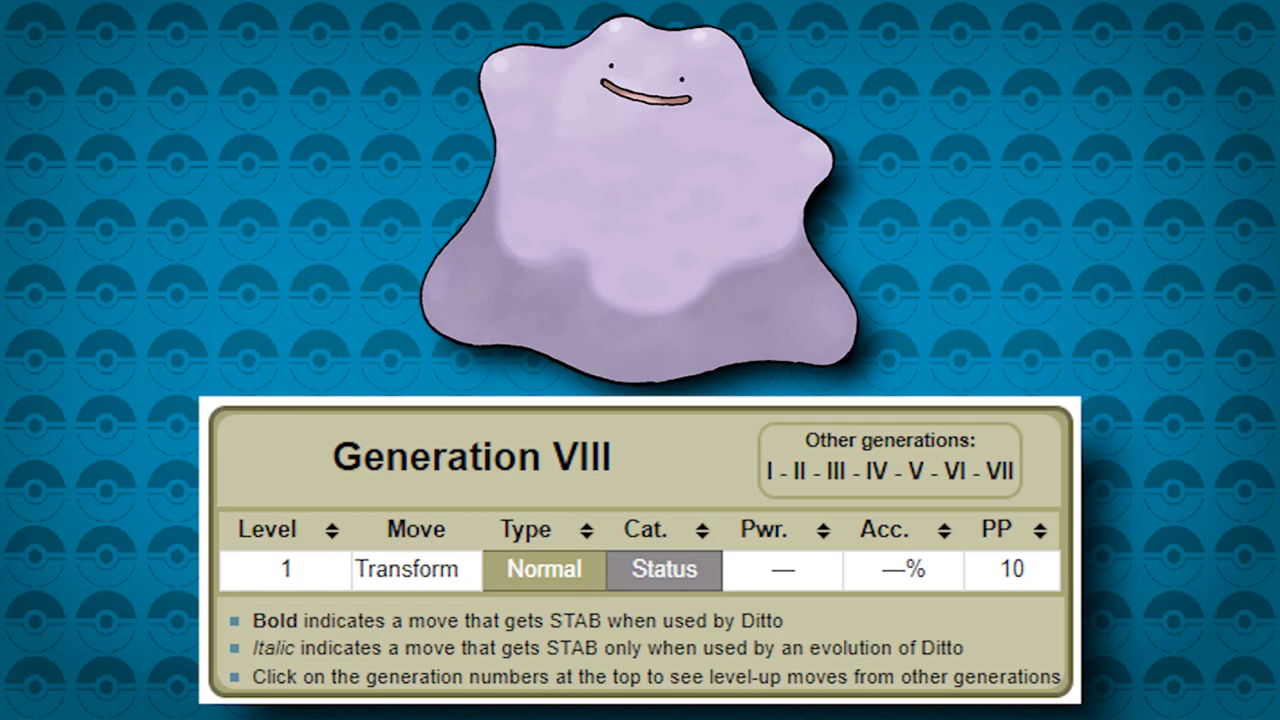 Generation VIII
Other generations:
I - II - III - IV - V - VI - VII
Level Move Type Cat. Pwr. Acc. PP
1 Transform Normal Status — —% 10
Bold indicates a move that gets STAB when used by Ditto
Italic indicates a move that gets STAB only when used by an evolution of Ditto
Click on the generation numbers at the top to see level-up moves from other generations